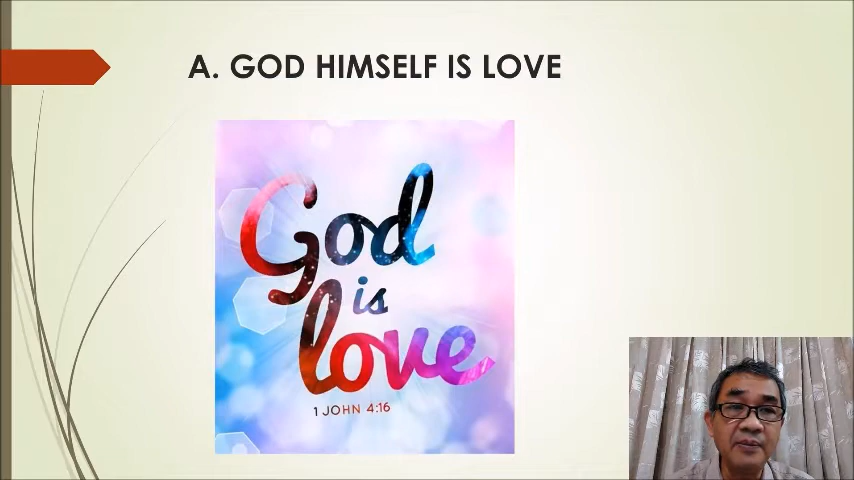 A. GOD HIMSELF IS LOVE
God
is
love
1 JOHN 4:16